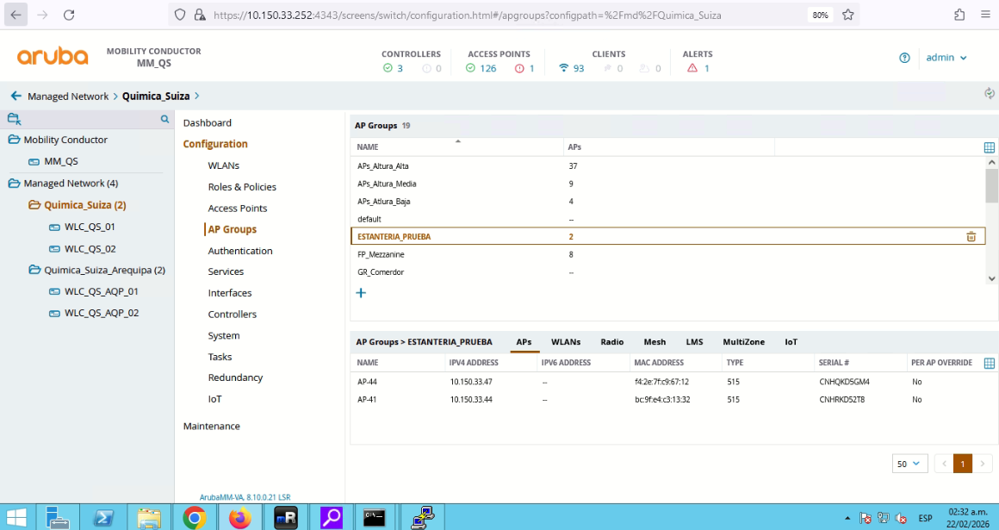 https://10.150.33.252:4343/screens/switch/configuration.html#/apgroups?configpath=%2Fmd%2FQuimica_Suiza
80%
aruba
MOBILITY CONDUCTOR
MM_QS
CONTROLLERS
3 0
ACCESS POINTS
126 1
CLIENTS
93 0 0
ALERTS
1
admin
Managed Network > Quimica_Suiza >
Mobility Conductor
MM_QS
Managed Network (4)
Quimica_Suiza (2)
WLC_QS_01
WLC_QS_02
Quimica_Suiza_Arequipa (2)
WLC_QS_AQP_01
WLC_QS_AQP_02
Dashboard
Configuration
WLANs
Roles & Policies
Access Points
AP Groups
Authentication
Services
Interfaces
Controllers
System
Tasks
Redundancy
IoT
Maintenance
ArubaMM-VA, 8.10.0.21 LSR
AP Groups 19
NAME APs
APs_Altura_Alta 37
APs_Altura_Media 9
APs_Atlura_Baja 4
default --
ESTANTERIA_PRUEBA 2
FP_Mezzanine 8
GR_Comerdor --
+
AP Groups > ESTANTERIA_PRUEBA APs WLANs Radio Mesh LMS MultiZone IoT
NAME IPV4 ADDRESS IPV6 ADDRESS MAC ADDRESS TYPE SERIAL # PER AP OVERRIDE
AP-44 10.150.33.47 -- f4:2e:7f:c9:67:12 515 CNHQKD5GM4 No
AP-41 10.150.33.44 -- bc:9f:e4:c3:13:32 515 CNHRKD52T8 No
50 < 1 >
ESP
02:32 a.m.
22/02/2026